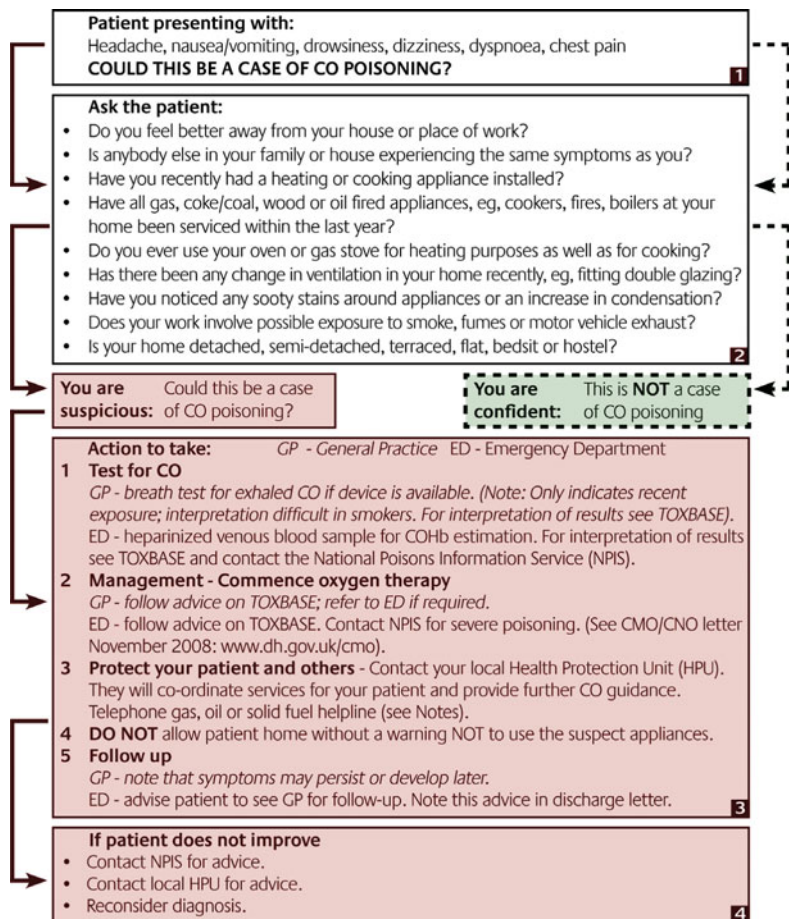 Patient presenting with:
Headache, nausea/vomiting, drowsiness, dizziness, dyspnoea, chest pain
COULD THIS BE A CASE OF CO POISONING?
1
Ask the patient:
• Do you feel better away from your house or place of work?
• Is anybody else in your family or house experiencing the same symptoms as you?
• Have you recently had a heating or cooking appliance installed?
• Have all gas, coke/coal, wood or oil fired appliances, eg, cookers, fires, boilers at your
home been serviced within the last year?
• Do you ever use your oven or gas stove for heating purposes as well as for cooking?
• Has there been any change in ventilation in your home recently, eg, fitting double glazing?
• Have you noticed any sooty stains around appliances or an increase in condensation?
• Does your work involve possible exposure to smoke, fumes or motor vehicle exhaust?
• Is your home detached, semi-detached, terraced, flat, bedsit or hostel?
2
You are Could this be a case
suspicious: of CO poisoning?
You are This is NOT a case
confident: of CO poisoning
Action to take: GP - General Practice ED - Emergency Department
1 Test for CO
GP - breath test for exhaled CO if device is available. (Note: Only indicates recent
exposure; interpretation difficult in smokers. For interpretation of results see TOXBASE).
ED - heparinized venous blood sample for COHb estimation. For interpretation of results
see TOXBASE and contact the National Poisons Information Service (NPIS).
2 Management - Commence oxygen therapy
GP - follow advice on TOXBASE; refer to ED if required.
ED - follow advice on TOXBASE. Contact NPIS for severe poisoning. (See CMO/CNO letter
November 2008: www.dh.gov.uk/cmo).
3 Protect your patient and others - Contact your local Health Protection Unit (HPU).
They will co-ordinate services for your patient and provide further CO guidance.
Telephone gas, oil or solid fuel helpline (see Notes).
4 DO NOT allow patient home without a warning NOT to use the suspect appliances.
5 Follow up
GP - note that symptoms may persist or develop later.
ED - advise patient to see GP for follow-up. Note this advice in discharge letter.
3
If patient does not improve
• Contact NPIS for advice.
• Contact local HPU for advice.
• Reconsider diagnosis.
4